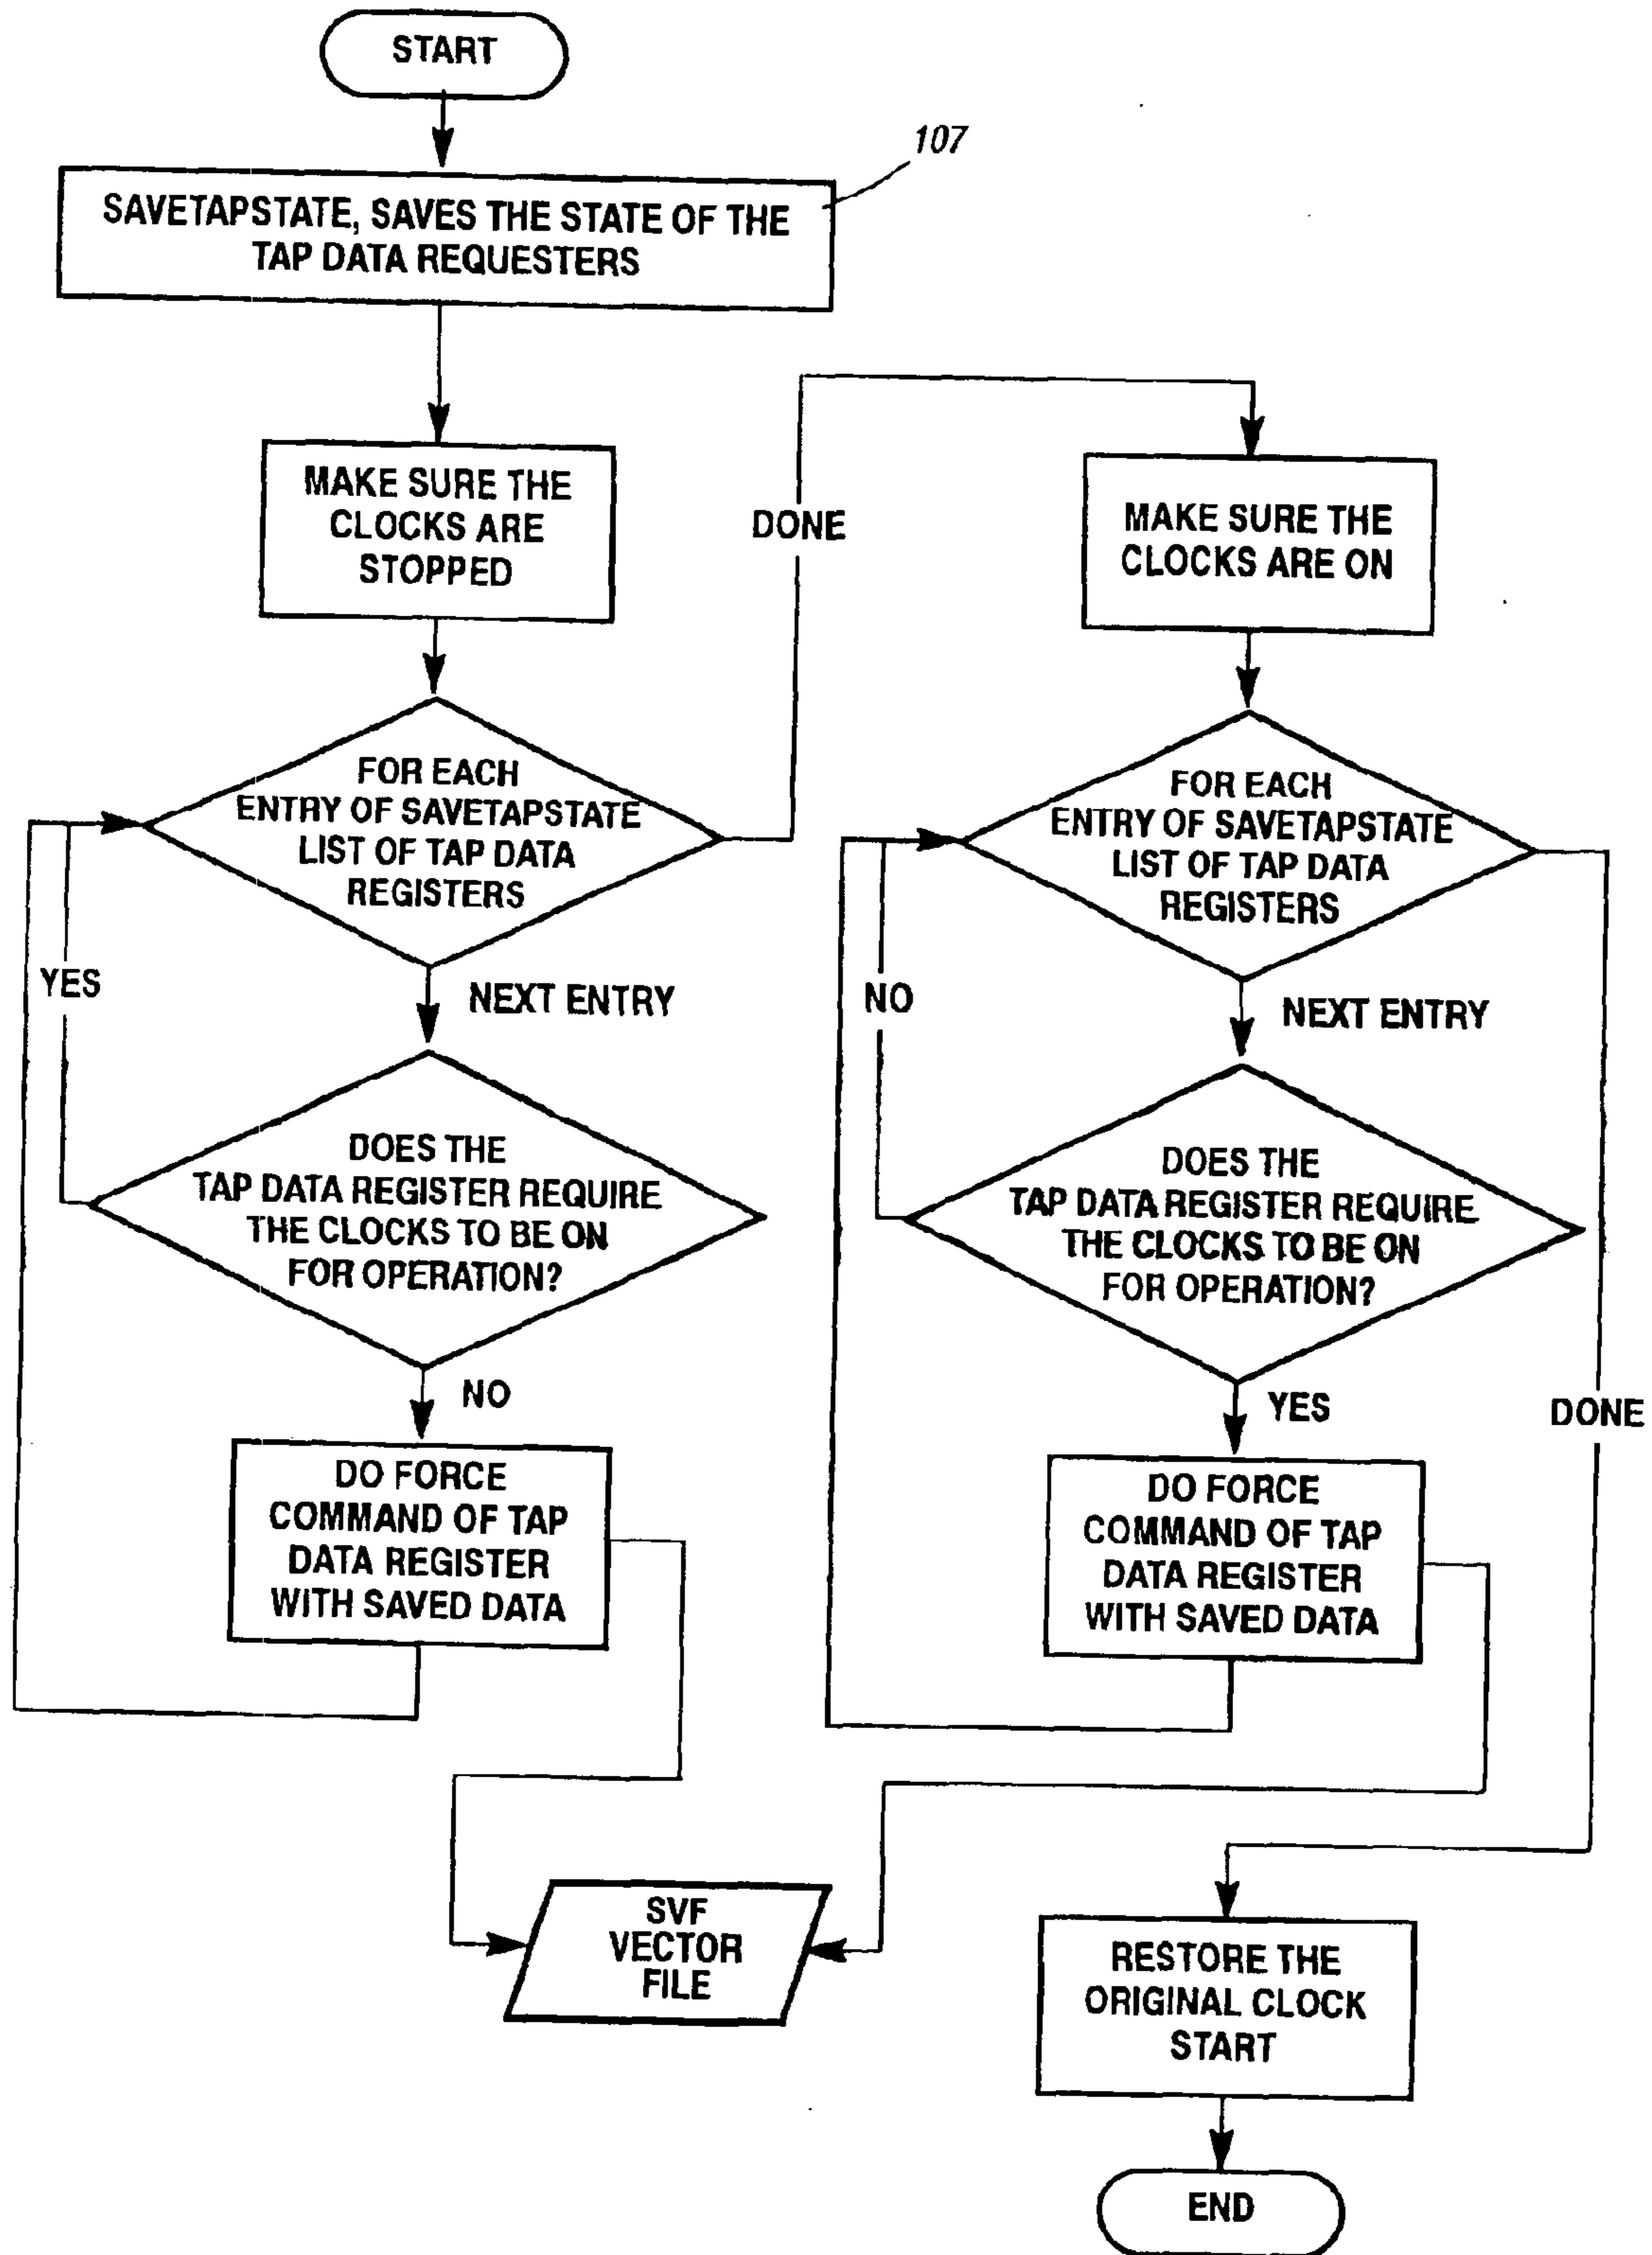 START
107
SAVETAPSTATE, SAVES THE STATE OF THE
TAP DATA REQUESTERS
MAKE SURE THE
CLOCKS ARE
STOPPED
DONE
MAKE SURE THE
CLOCKS ARE ON
FOR EACH
ENTRY OF SAVETAPSTATE
LIST OF TAP DATA
REGISTERS
FOR EACH
ENTRY OF SAVETAPSTATE
LIST OF TAP DATA
REGISTERS
YES
NEXT ENTRY
NO
NEXT ENTRY
DOES THE
TAP DATA REGISTER REQUIRE
THE CLOCKS TO BE ON
FOR OPERATION?
DOES THE
TAP DATA REGISTER REQUIRE
THE CLOCKS TO BE ON
FOR OPERATION?
NO
YES
DONE
DO FORCE
COMMAND OF TAP
DATA REGISTER
WITH SAVED DATA
DO FORCE
COMMAND OF TAP
DATA REGISTER
WITH SAVED DATA
SVF
VECTOR
FILE
RESTORE THE
ORIGINAL CLOCK
START
END